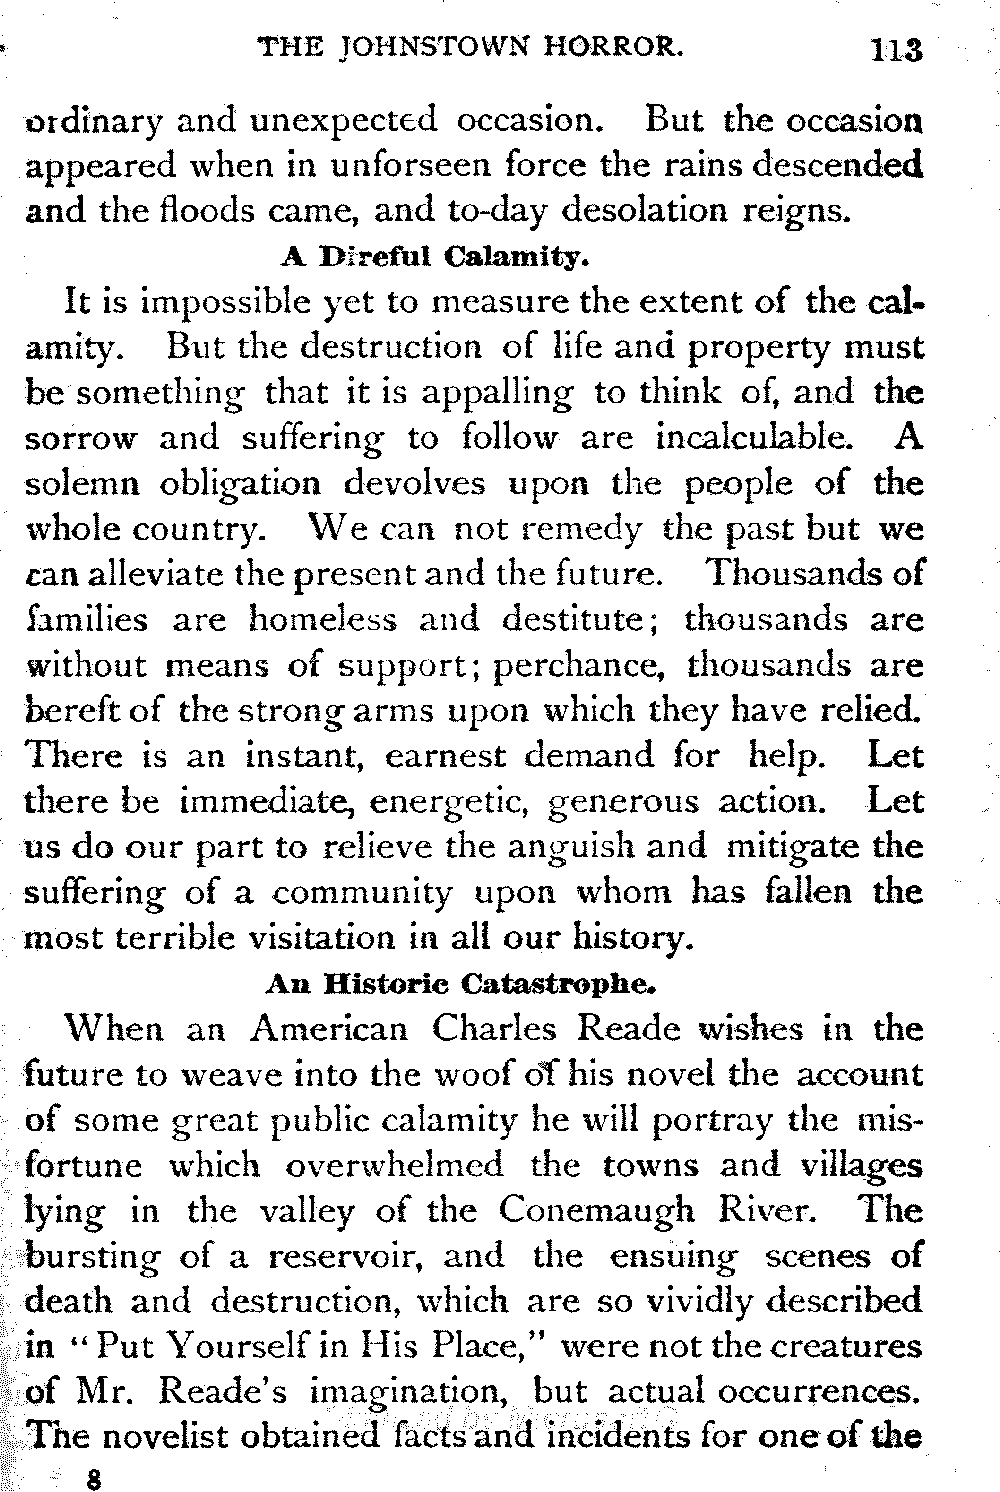 THE JOHNSTOWN HORROR. 113
ordinary and unexpected occasion. But the occasion
appeared when in unforseen force the rains descended
and the floods came, and to-day desolation reigns.
A Direful Calamity.
It is impossible yet to measure the extent of the cal-
amity. But the destruction of life and property must
be something that it is appalling to think of, and the
sorrow and suffering to follow are incalculable. A
solemn obligation devolves upon the people of the
whole country. We can not remedy the past but we
can alleviate the present and the future. Thousands of
families are homeless and destitute; thousands are
without means of support; perchance, thousands are
bereft of the strong arms upon which they have relied.
There is an instant, earnest demand for help. Let
there be immediate, energetic, generous action. Let
us do our part to relieve the anguish and mitigate the
suffering of a community upon whom has fallen the
most terrible visitation in all our history.
An Historic Catastrophe.
When an American Charles Reade wishes in the
future to weave into the woof of his novel the account
of some great public calamity he will portray the mis-
fortune which overwhelmed the towns and villages
lying in the valley of the Conemaugh River. The
bursting of a reservoir, and the ensuing scenes of
death and destruction, which are so vividly described
in "Put Yourself in His Place," were not the creatures
of Mr. Reade's imagination, but actual occurrences.
The novelist obtained facts and incidents for one of the
8